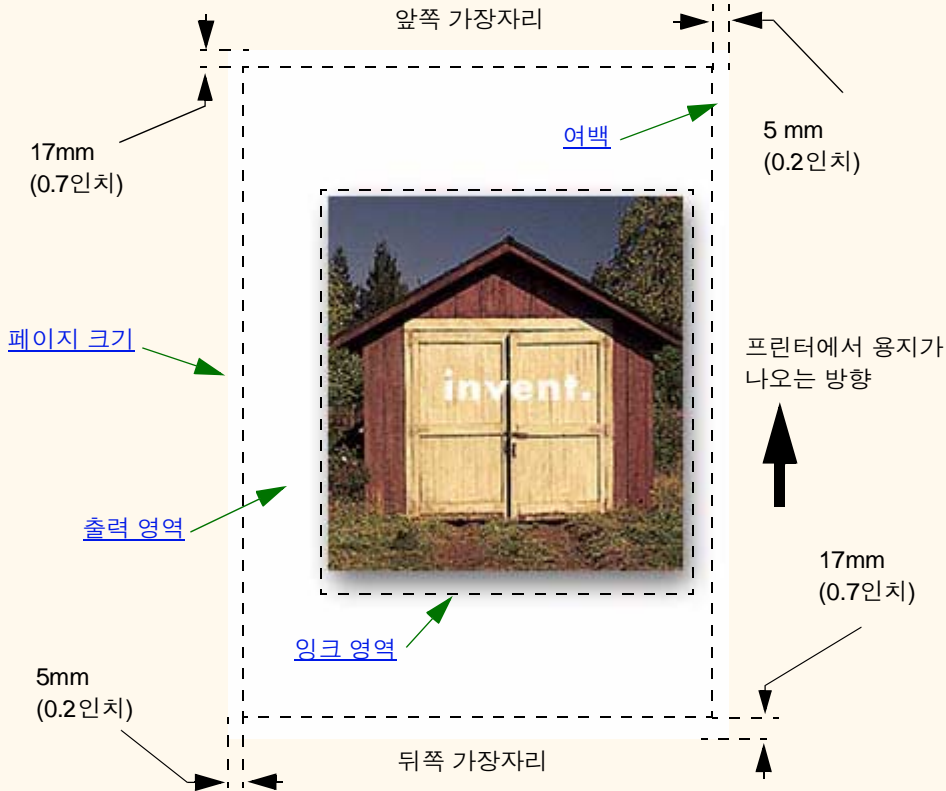 앞쪽 가장자리
17mm
(0.7인치)
여백
5 mm
(0.2인치)
페이지 크기
invent.
프린터에서 용지가
나오는 방향
출력 영역
17mm
(0.7인치)
잉크 영역
5mm
(0.2인치)
뒤쪽 가장자리